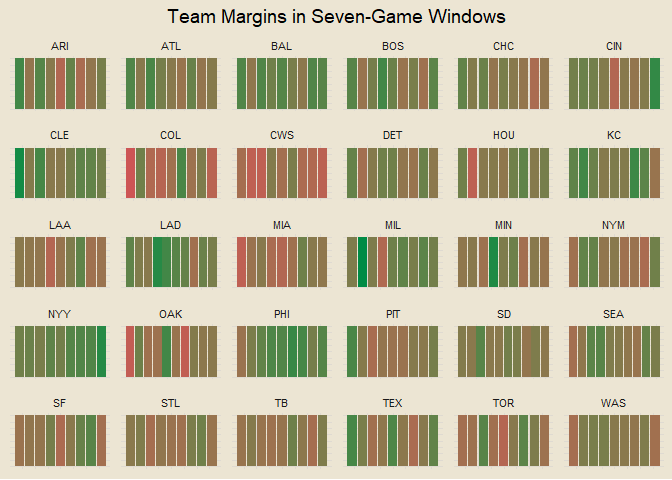 Team Margins in Seven-Game Windows
ARI ATL BAL BOS CHC CIN
CLE COL CWS DET HOU KC
LAA LAD MIA MIL MIN NYM
NYY OAK PHI PIT SD SEA
SF STL TB TEX TOR WAS